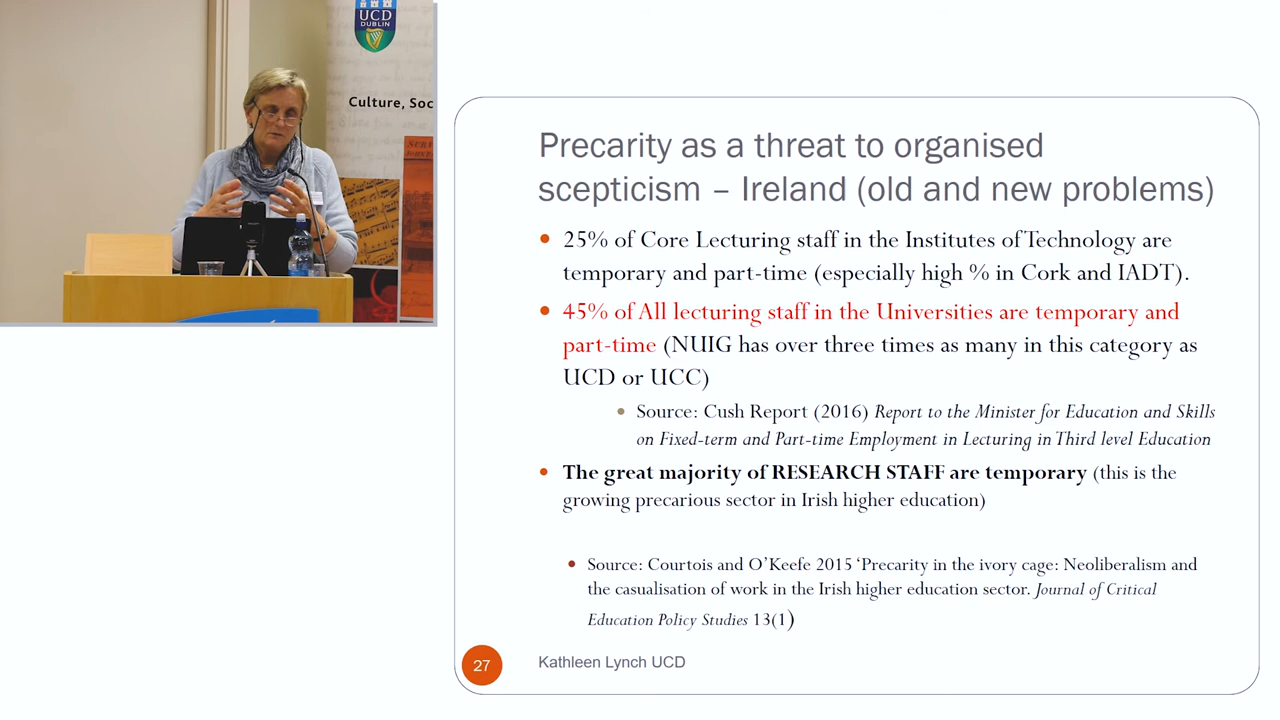 UCD
DUBLIN
Culture, Soc
Precarity as a threat to organised
scepticism – Ireland (old and new problems)
• 25% of Core Lecturing staff in the Institutes of Technology are
temporary and part-time (especially high % in Cork and IADT).
• 45% of All lecturing staff in the Universities are temporary and
part-time (NUIG has over three times as many in this category as
UCD or UCC)
• Source: Cush Report (2016) Report to the Minister for Education and Skills
on Fixed-term and Part-time Employment in Lecturing in Third level Education
• The great majority of RESEARCH STAFF are temporary (this is the
growing precarious sector in Irish higher education)
• Source: Courtois and O’Keefe 2015 ‘Precarity in the ivory cage: Neoliberalism and
the casualisation of work in the Irish higher education sector. Journal of Critical
Education Policy Studies 13(1)
27
Kathleen Lynch UCD